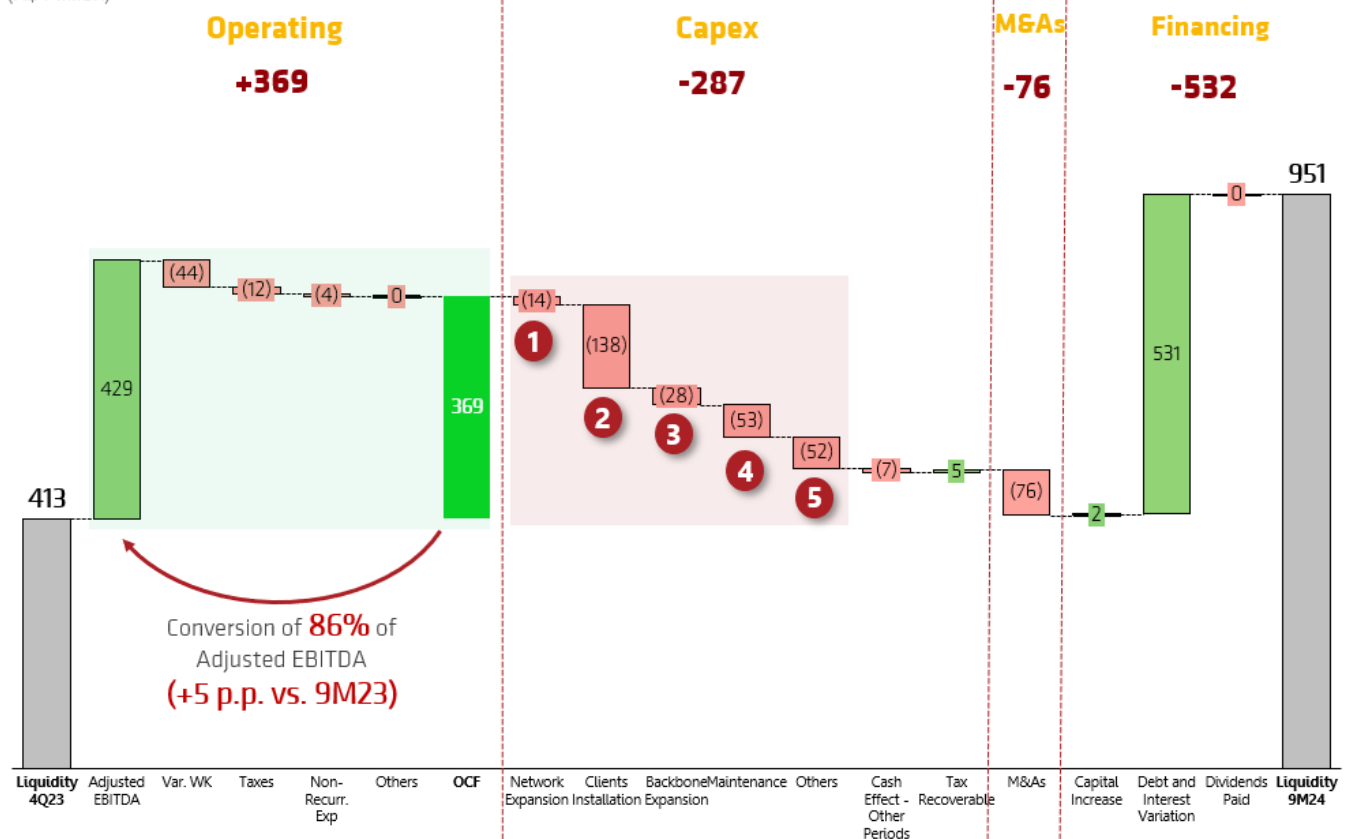 Operating
Capex
M&As
Financing
+369
-287
-76
-532
951
0
(44)
(12)
(4)
0
(14)
(138)
531
429
369
1
(28)
2
3
(53)
(52)
4
(7)
5
5
(76)
413
2
Conversion of 86% of
Adjusted EBITDA
(+5 p.p. vs. 9M23)
Liquidity
4Q23
Adjusted
EBITDA
Var. WK
Taxes
Non-
Recurr.
Exp
Others
OCF
Network
Expansion
Clients
Installation
Backbone
Expansion
Maintenance
Others
Cash
Effect -
Other
Periods
Tax
Recoverable
M&As
Capital
Increase
Debt and
Interest
Variation
Dividends
Paid
Liquidity
9M24